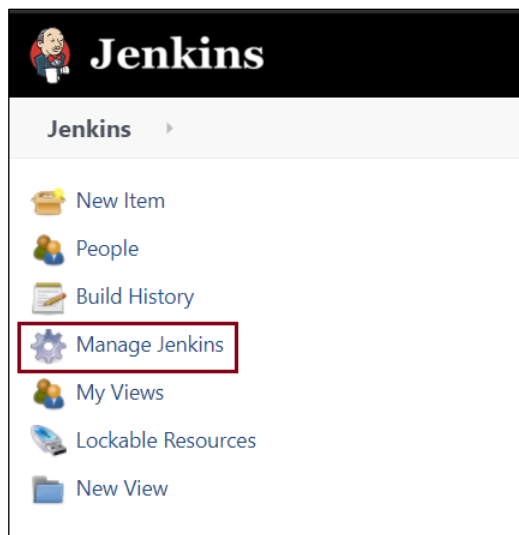 Jenkins
Jenkins
New Item
People
Build History
Manage Jenkins
My Views
Lockable Resources
New View